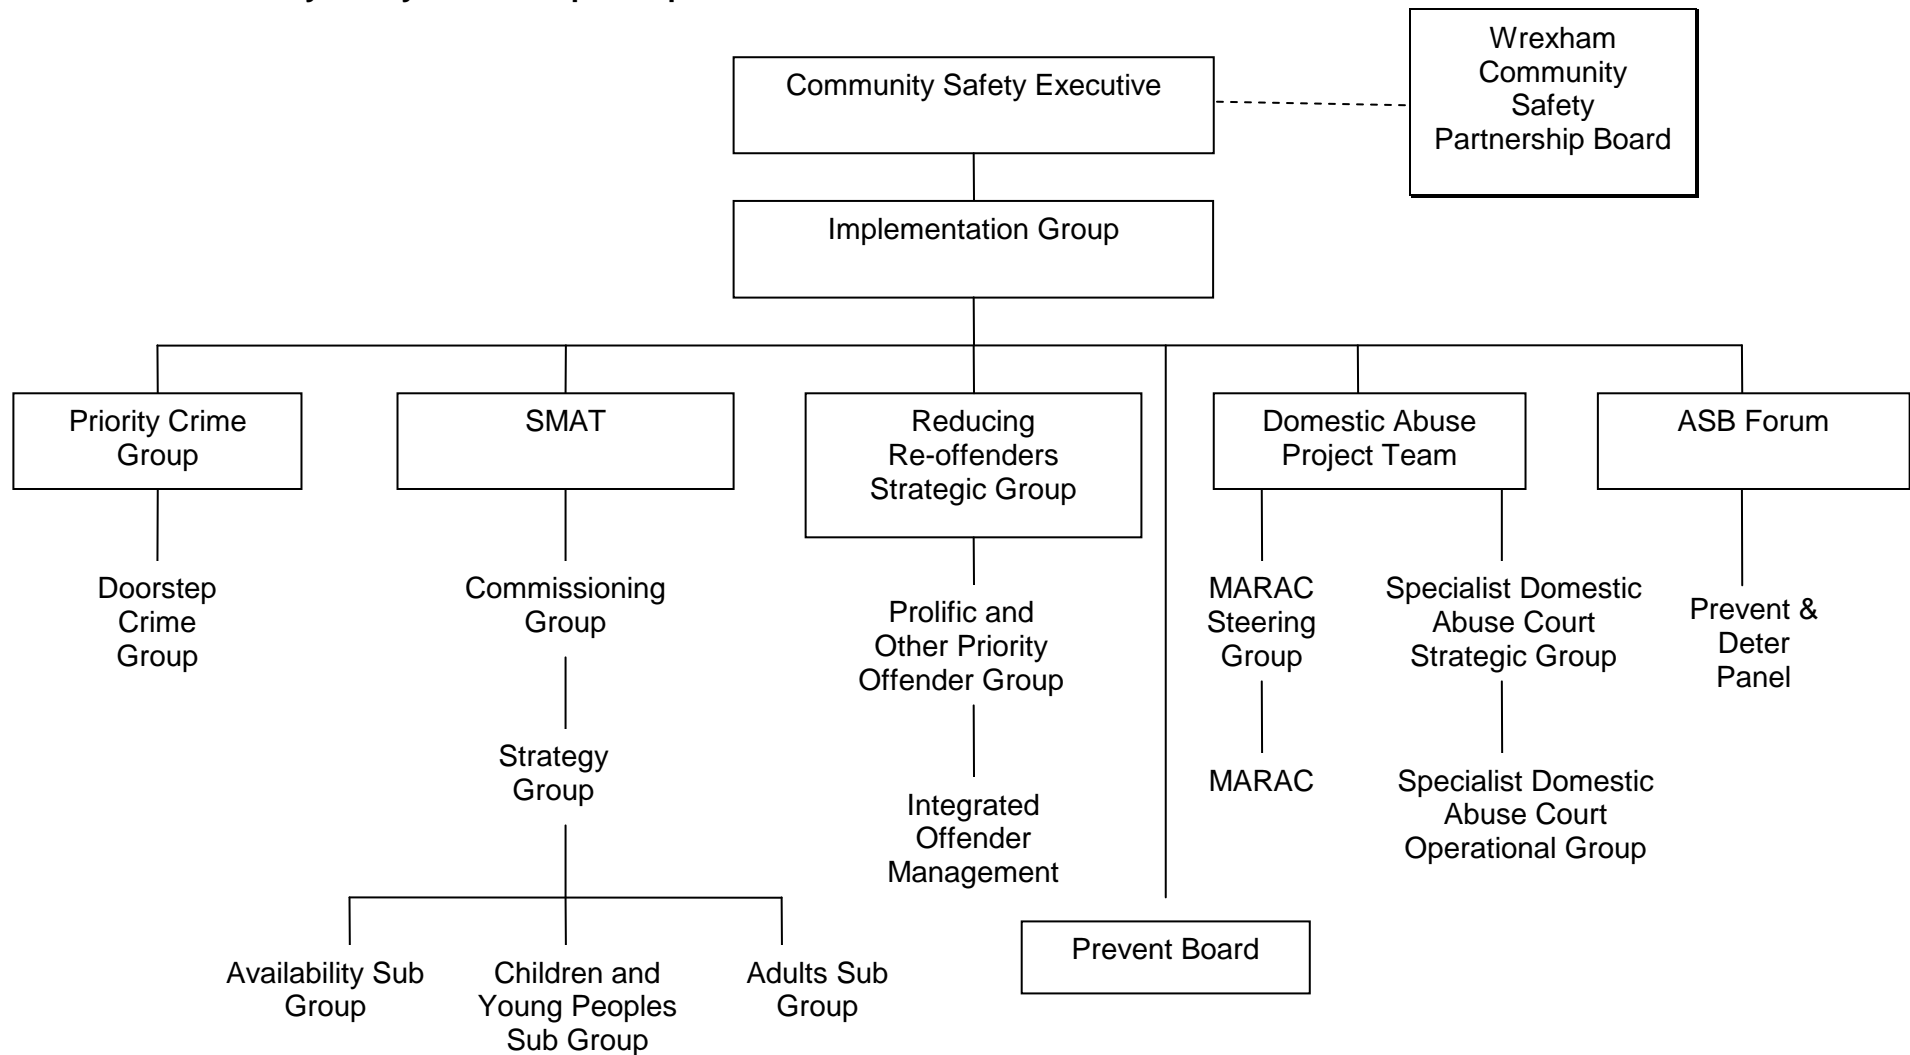 Wrexham
Community
Safety
Partnership Board
Community Safety Executive
Implementation Group
Priority Crime
Group
SMAT
Reducing
Re-offenders
Strategic Group
Domestic Abuse
Project Team
ASB Forum
Doorstep
Crime
Group
Commissioning
Group
Prolific and
Other Priority
Offender Group
MARAC
Steering
Group
Specialist Domestic
Abuse Court
Strategic Group
Prevent &
Deter
Panel
Strategy
Group
Integrated
Offender
Management
MARAC
Specialist Domestic
Abuse Court
Operational Group
Prevent Board
Availability Sub
Group
Children and
Young Peoples
Sub Group
Adults Sub
Group